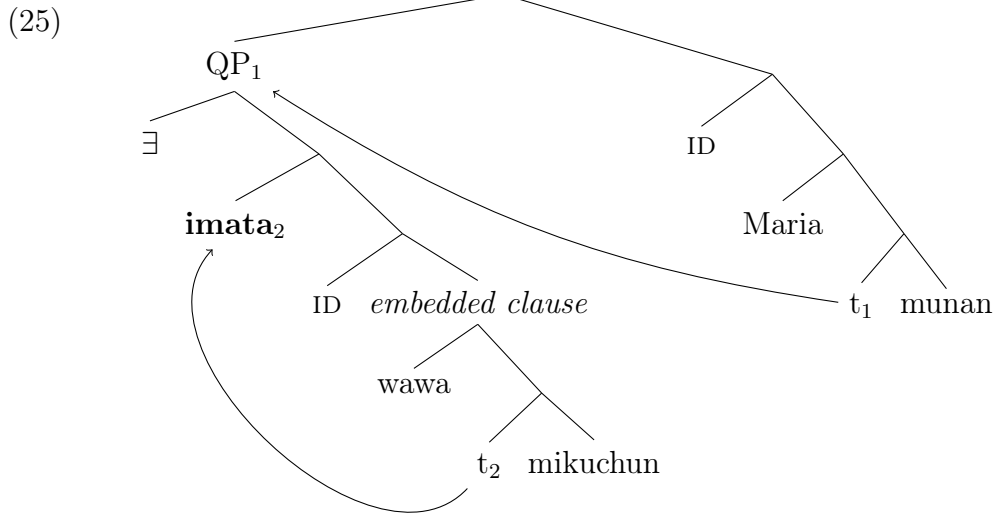 (25)
QP₁
∃
ID
imata₂
Maria
ID embedded clause
t₁ munan
wawa
t₂ mikuchun